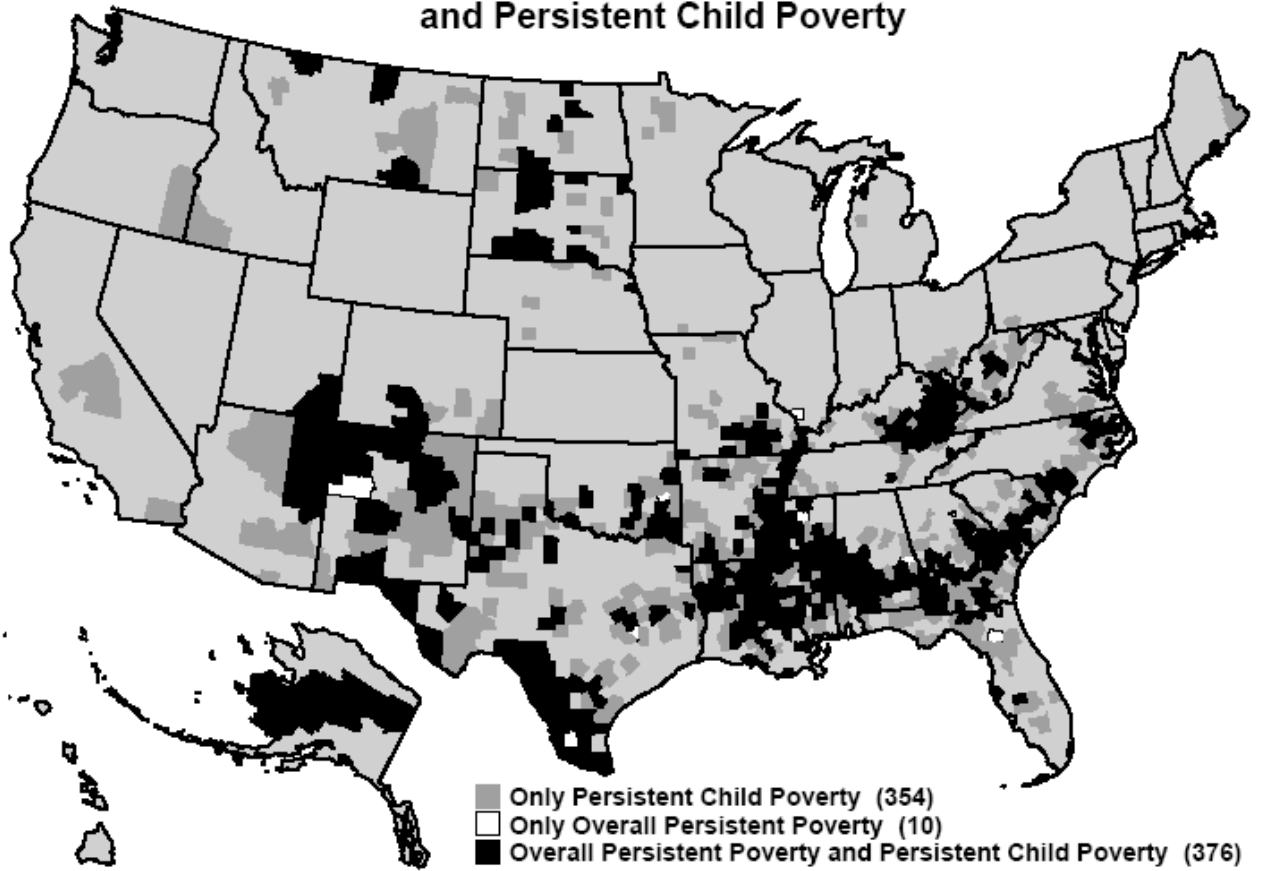 and Persistent Child Poverty
Only Persistent Child Poverty (354)
Only Overall Persistent Poverty (10)
Overall Persistent Poverty and Persistent Child Poverty (376)